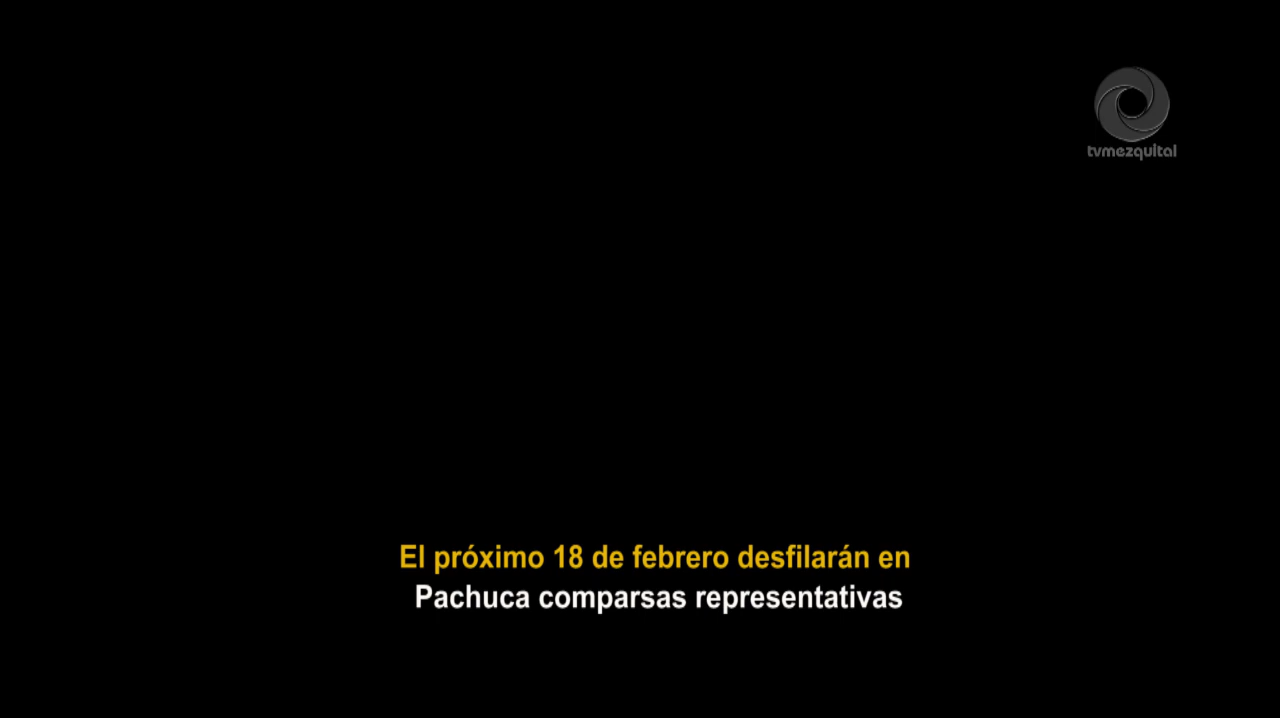 tvmezquital
El próximo 18 de febrero desfilarán en
Pachuca comparsas representativas